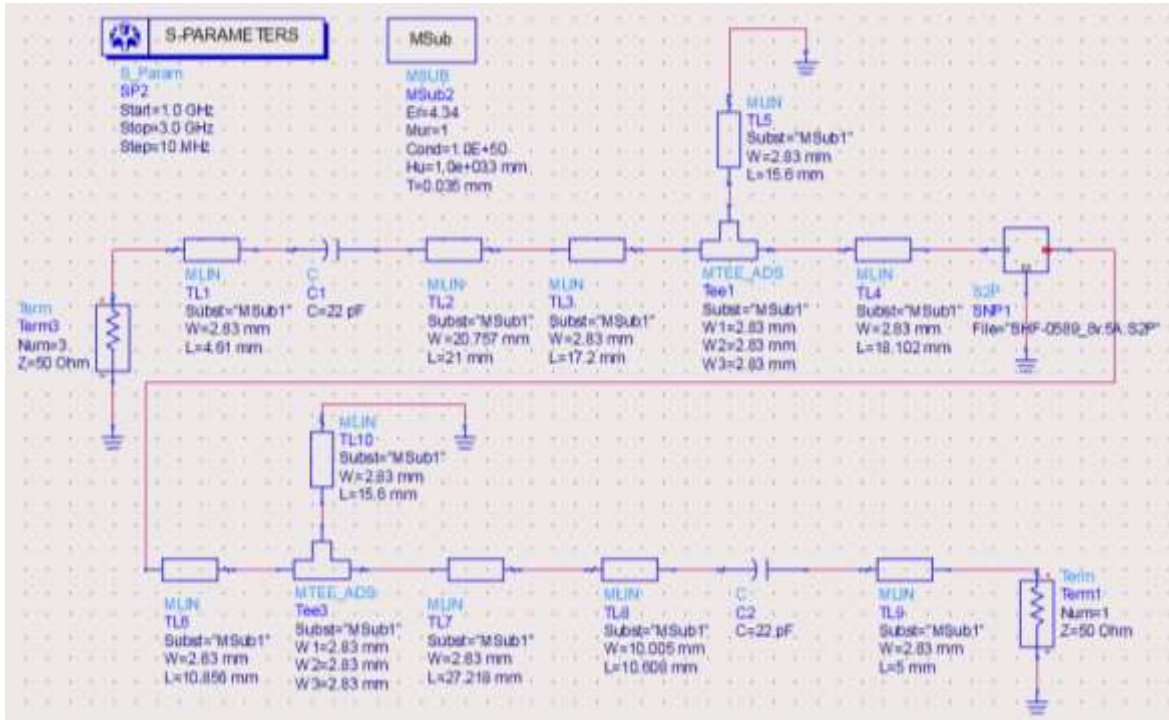 S-PARAMETERS
MSub
S_Param
SP2
Start=1.0 GHz
Stop=3.0 GHz
Step=10 MHz
MSUB
MSub2
Er=4.34
Mur=1
Cond=1.0E+50
Hu=1.0e+033 mm
T=0.035 mm
MLIN
TL5
Subst="MSub1"
W=2.83 mm
L=15.6 mm
Term
Term3
Num=3
Z=50 Ohm
MLIN
TL1
Subst="MSub1"
W=2.83 mm
L=4.61 mm
C
C1
C=22 pF
MLIN
TL2
Subst="MSub1"
W=20.757 mm
L=21 mm
MLIN
TL3
Subst="MSub1"
W=2.83 mm
L=17.2 mm
MTEE_ADS
Tee1
Subst="MSub1"
W1=2.83 mm
W2=2.83 mm
W3=2.83 mm
MLIN
TL4
Subst="MSub1"
W=2.83 mm
L=18.102 mm
S2P
SNP1
File="SHF-0589_8v.5A.S2P"
MLIN
TL10
Subst="MSub1"
W=2.83 mm
L=15.6 mm
MLIN
TL6
Subst="MSub1"
W=2.83 mm
L=10.856 mm
MTEE_ADS
Tee3
Subst="MSub1"
W1=2.83 mm
W2=2.83 mm
W3=2.83 mm
MLIN
TL7
Subst="MSub1"
W=2.83 mm
L=27.218 mm
MLIN
TL8
Subst="MSub1"
W=10.005 mm
L=10.608 mm
C
C2
C=22 pF
MLIN
TL9
Subst="MSub1"
W=2.83 mm
L=5 mm
Term
Term1
Num=1
Z=50 Ohm